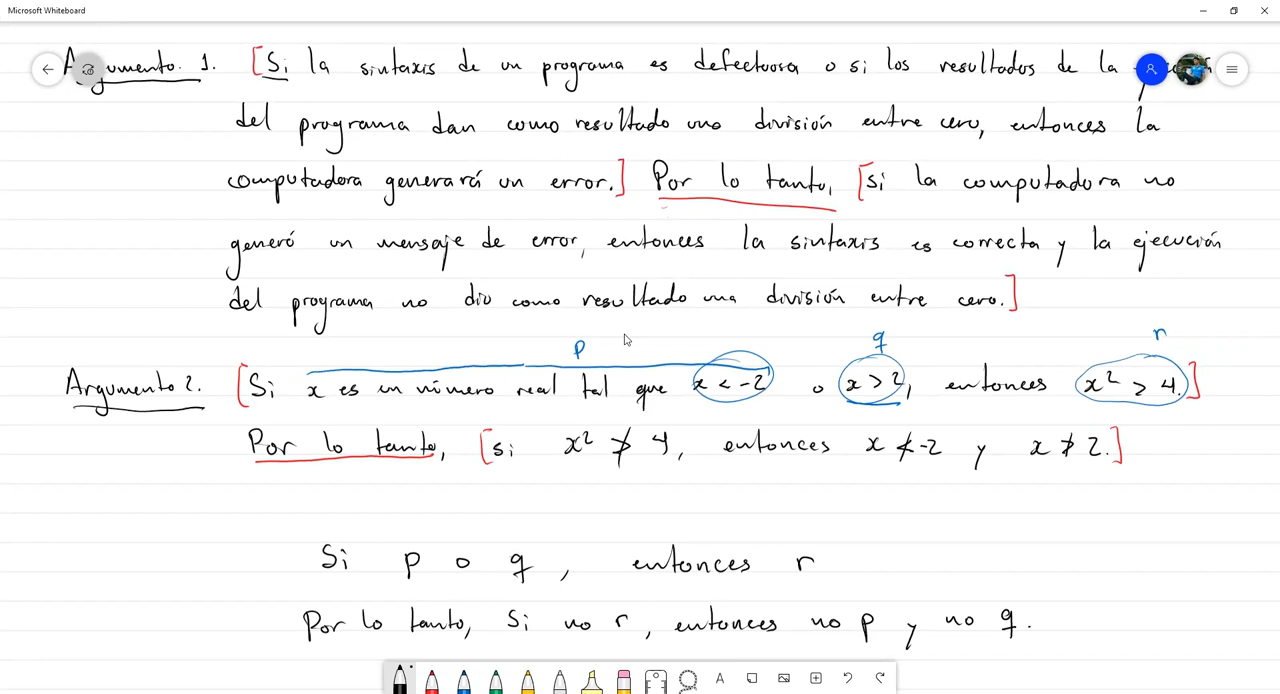 Microsoft Whiteboard
Argumento 1. [Si la sintaxis de un programa es defectuosa o si los resultados de la
del programa dan como resultado una división entre cero, entonces la
computadora generará un error.] Por lo tanto, [si la computadora no
generó un mensaje de error, entonces la sintaxis es correcta y la ejecución
del programa no dio como resultado una división entre cero.]
p q r
Argumento 2. [Si x es un número real tal que x < -2 o x > 2, entonces x² > 4.]
Por lo tanto, [si x² ≯ 4, entonces x ≮ -2 y x ≯ 2.]
Si p o q, entonces r
Por lo tanto, Si no r, entonces no p y no q.